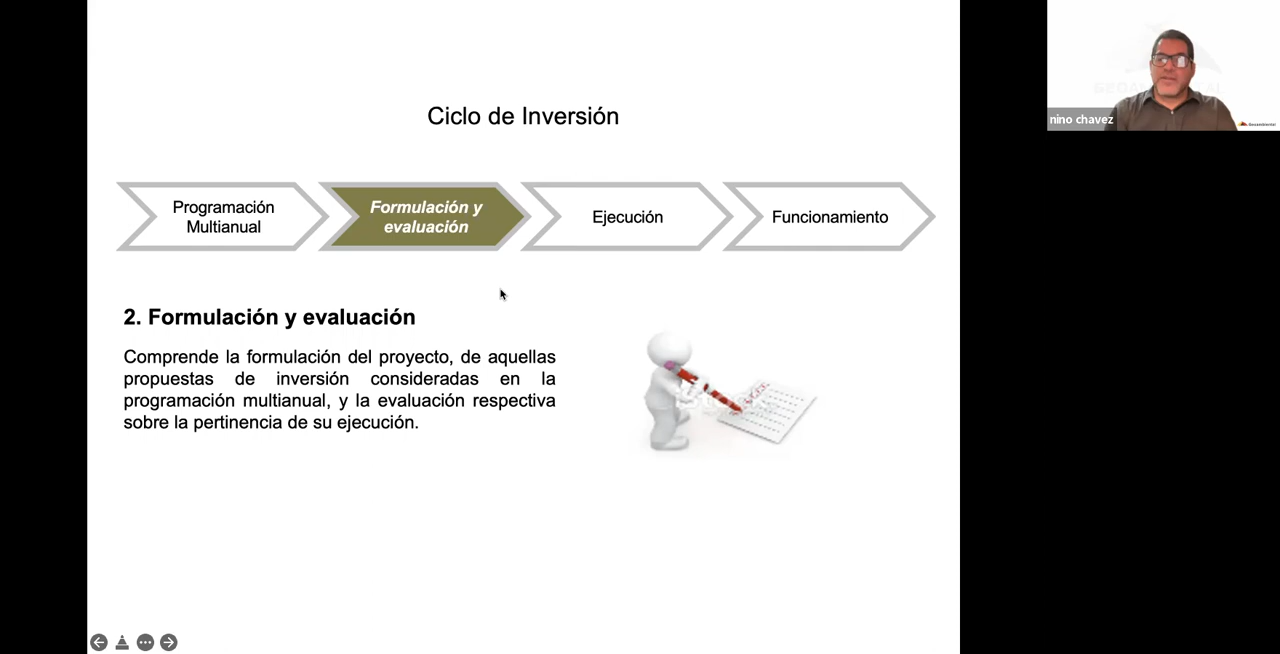 Ciclo de Inversión
Programación
Multianual
Formulación y
evaluación
Ejecución
Funcionamiento
2. Formulación y evaluación
Comprende la formulación del proyecto, de aquellas
propuestas de inversión consideradas en la
programación multianual, y la evaluación respectiva
sobre la pertinencia de su ejecución.
nino chavez